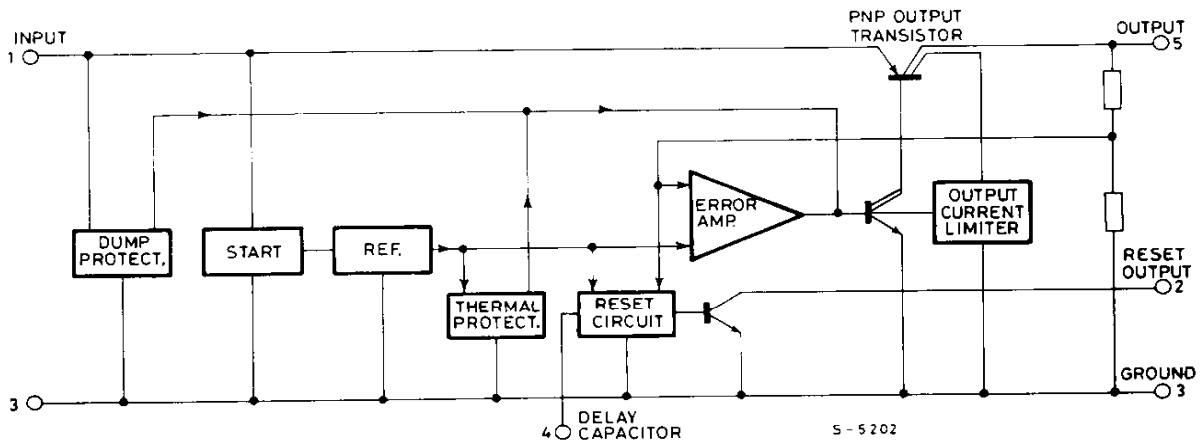 INPUT
1
PNP OUTPUT
TRANSISTOR
OUTPUT
5
DUMP
PROTECT.
START
REF.
ERROR
AMP.
OUTPUT
CURRENT
LIMITER
THERMAL
PROTECT.
RESET
CIRCUIT
RESET
OUTPUT
2
3
GROUND
3
4
DELAY
CAPACITOR
S-5202